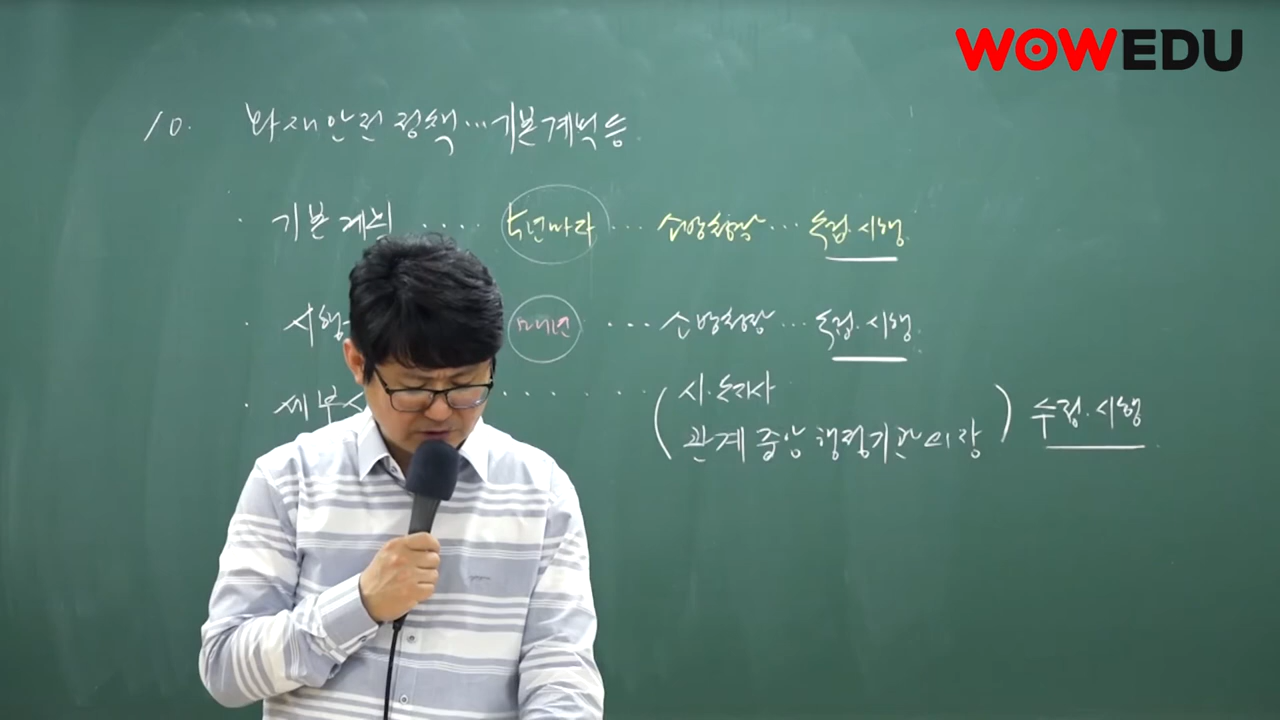 WOWEDU
10. 화재안전정책...기본계획등
· 기본계획 .... 5년마다 ... 소방청장 ... 수립.시행
· 시행 매년 ... 소방청장 ... 수립.시행
· 세부시 ...... ( 시.도지사
관계중앙행정기관의장 ) 수립.시행